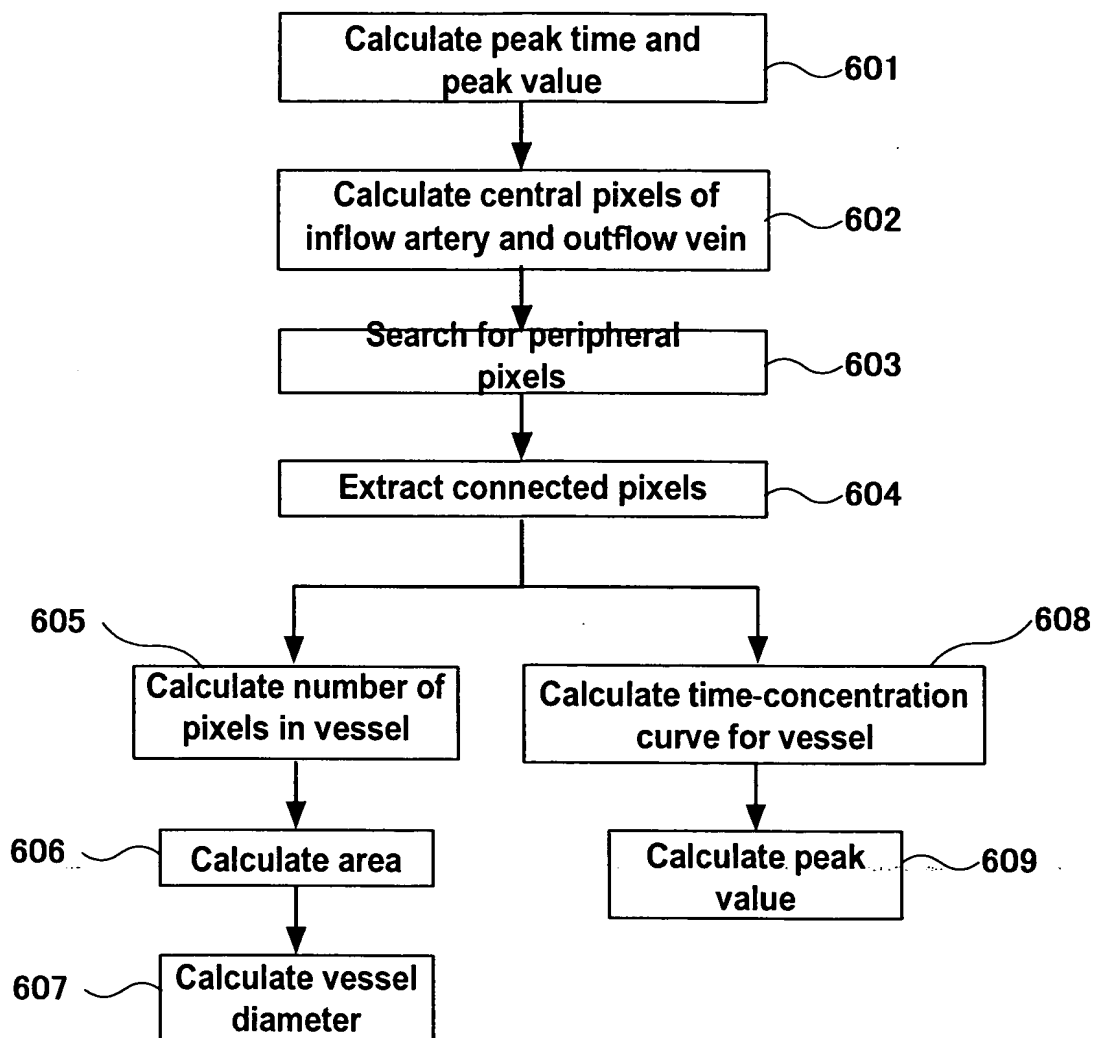 Calculate peak time and
peak value
601
Calculate central pixels of
inflow artery and outflow vein
602
Search for peripheral
pixels
603
Extract connected pixels
604
605
Calculate number of
pixels in vessel
608
Calculate time-concentration
curve for vessel
606
Calculate area
Calculate peak
value
609
607
Calculate vessel
diameter